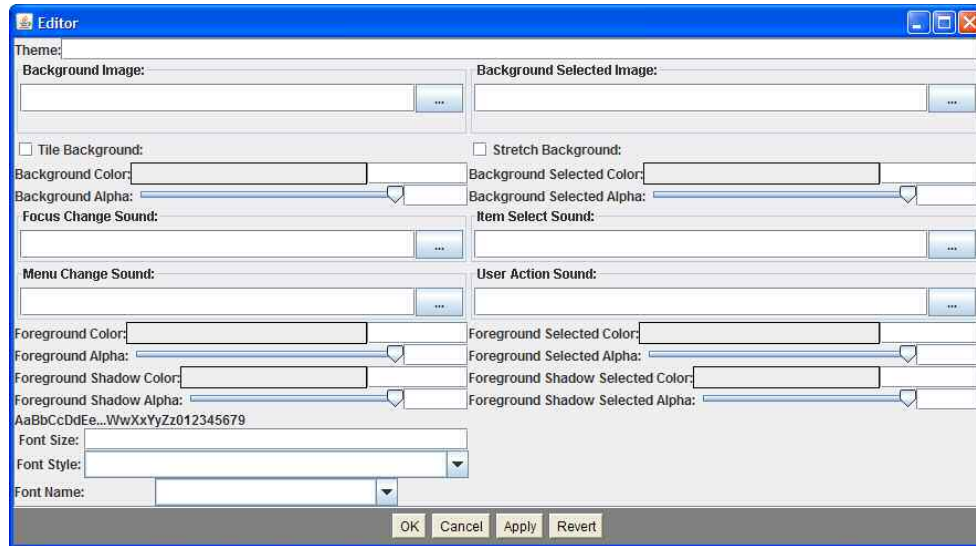 Editor
Theme:
Background Image: Background Selected Image:
... ...
Tile Background: Stretch Background:
Background Color: Background Selected Color:
Background Alpha: Background Selected Alpha:
Focus Change Sound: Item Select Sound:
... ...
Menu Change Sound: User Action Sound:
... ...
Foreground Color: Foreground Selected Color:
Foreground Alpha: Foreground Selected Alpha:
Foreground Shadow Color: Foreground Shadow Selected Color:
Foreground Shadow Alpha: Foreground Shadow Selected Alpha:
AaBbCcDdEe...WwXxYyZz012345679
Font Size:
Font Style:
Font Name:
OK Cancel Apply Revert